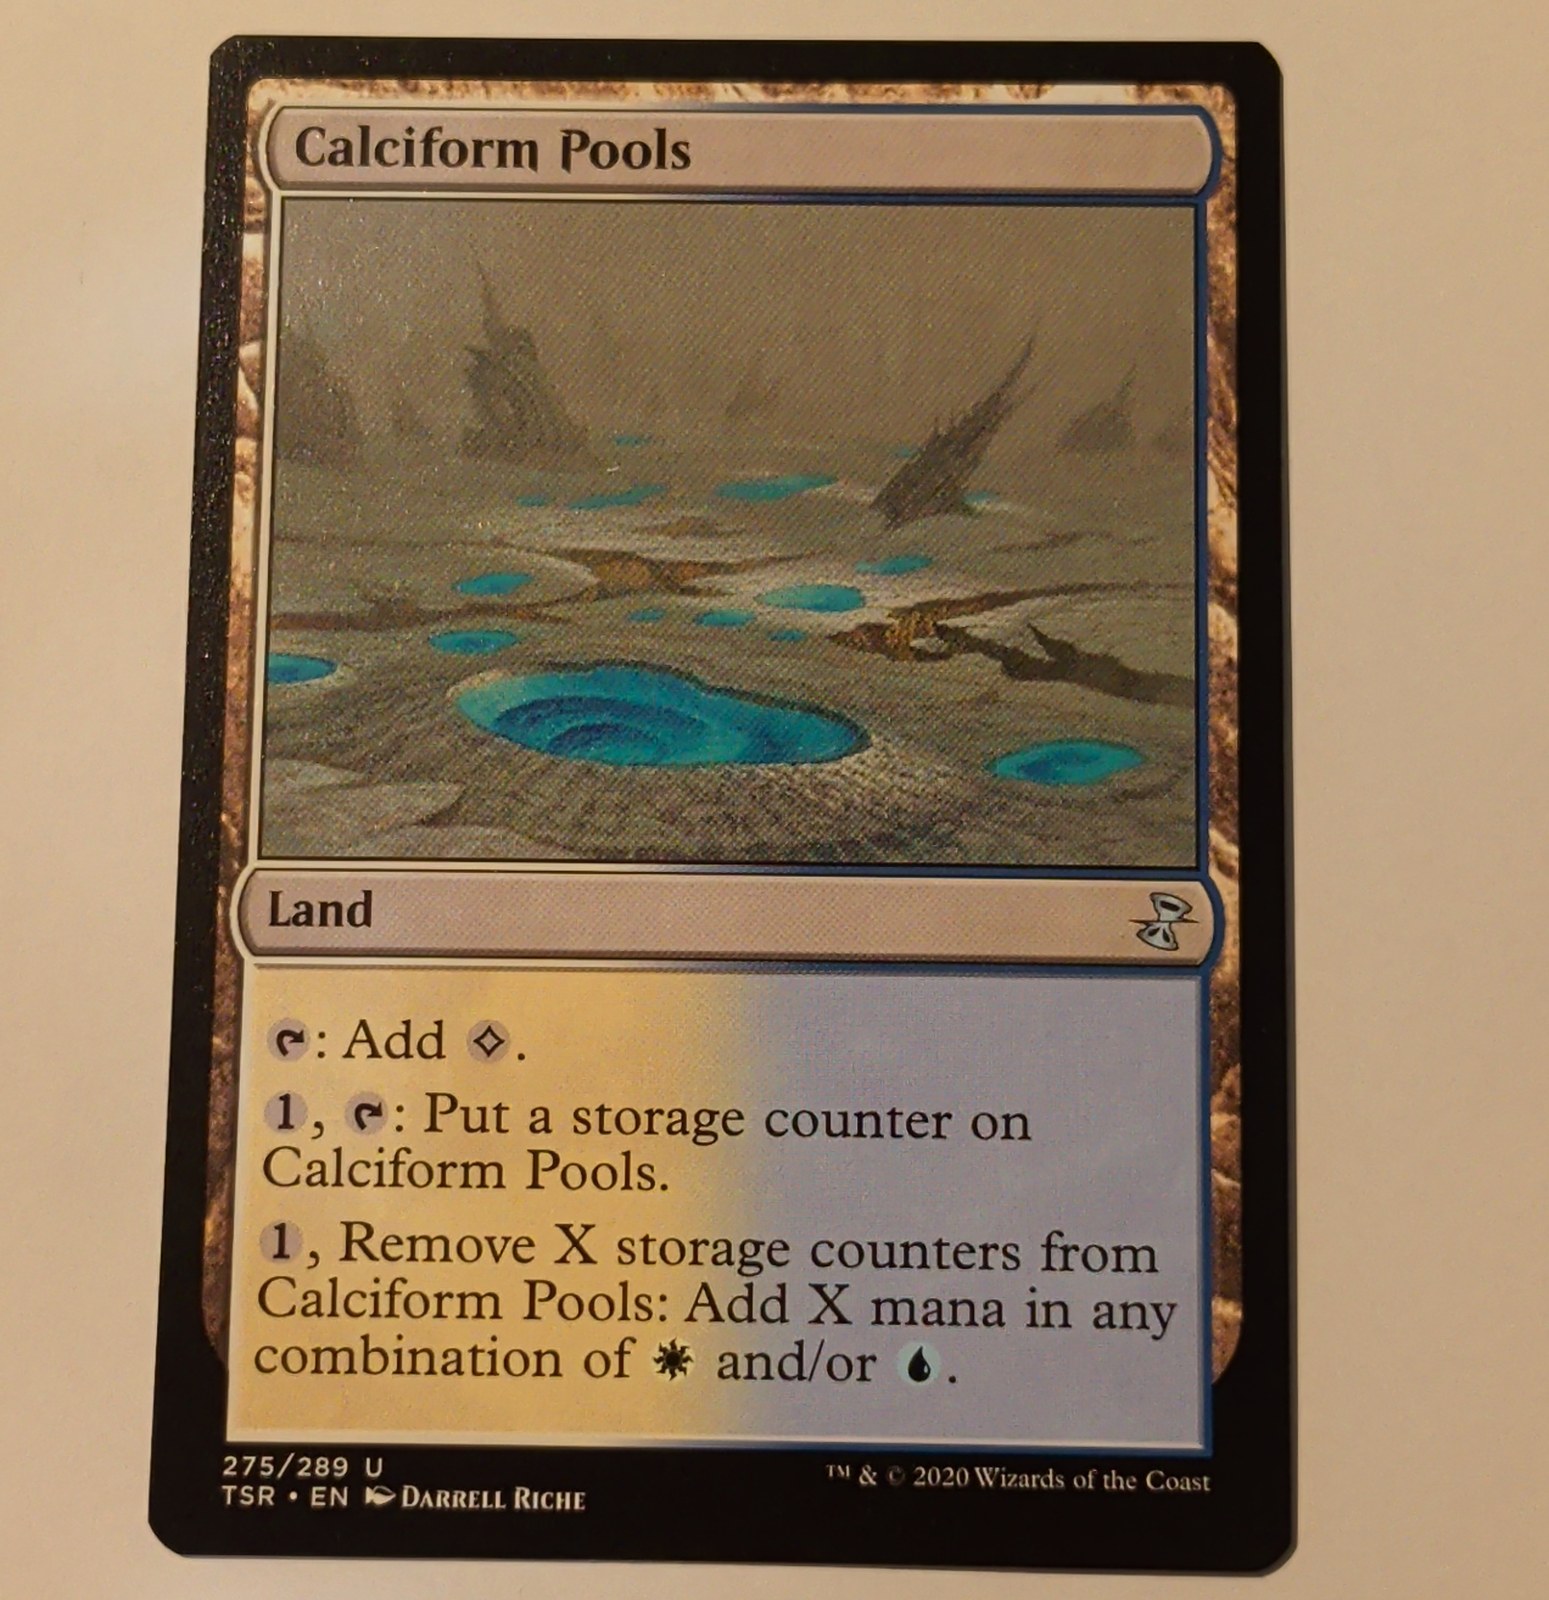 Calciform Pools
Land
: Add .
1, : Put a storage counter on
Calciform Pools.
1, Remove X storage counters from
Calciform Pools: Add X mana in any
combination of and/or .
275/289 U
TSR • EN DARRELL RICHE
™ & © 2020 Wizards of the Coast